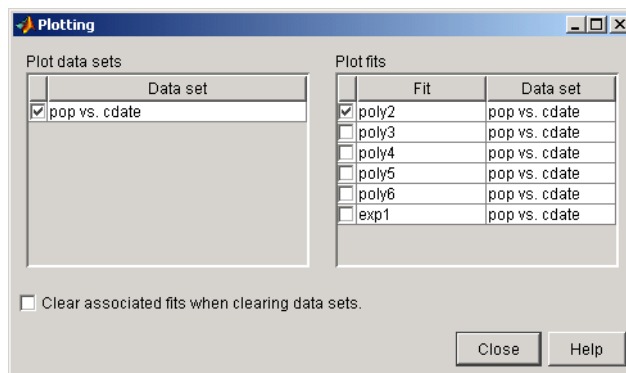 Plotting
Plot data sets
Data set
pop vs. cdate
Plot fits
Fit Data set
poly2 pop vs. cdate
poly3 pop vs. cdate
poly4 pop vs. cdate
poly5 pop vs. cdate
poly6 pop vs. cdate
exp1 pop vs. cdate
Clear associated fits when clearing data sets.
Close Help